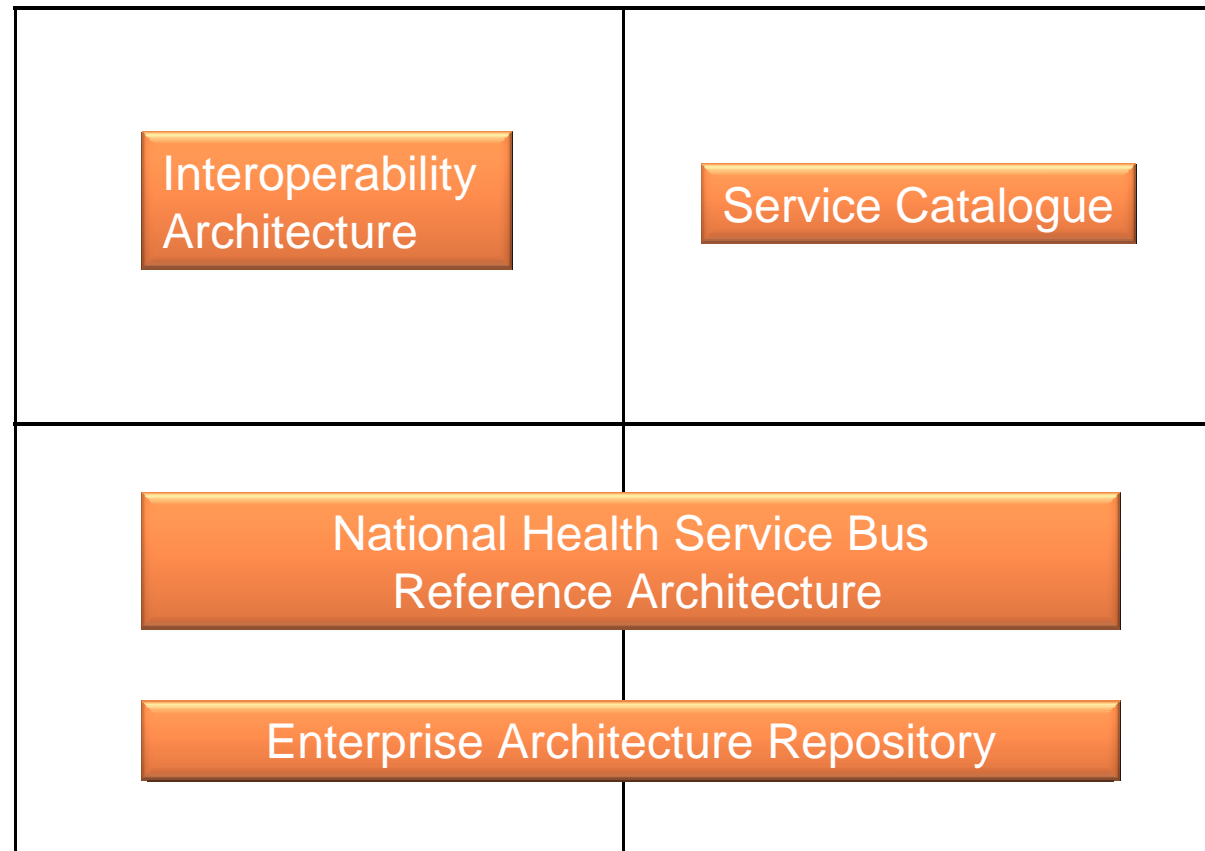 Interoperability
Architecture
Service Catalogue
National Health Service Bus
Reference Architecture
Enterprise Architecture Repository